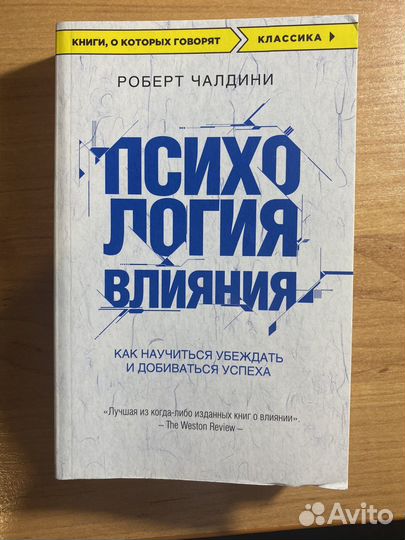 КНИГИ, О КОТОРЫХ ГОВОРЯТ КЛАССИКА
РОБЕРТ ЧАЛДИНИ
ПСИХО
ЛОГИЯ
ВЛИЯНИЯ
КАК НАУЧИТЬСЯ УБЕЖДАТЬ
И ДОБИВАТЬСЯ УСПЕХА
«Лучшая из когда-либо изданных книг о влиянии».
– The Weston Review –
Avito